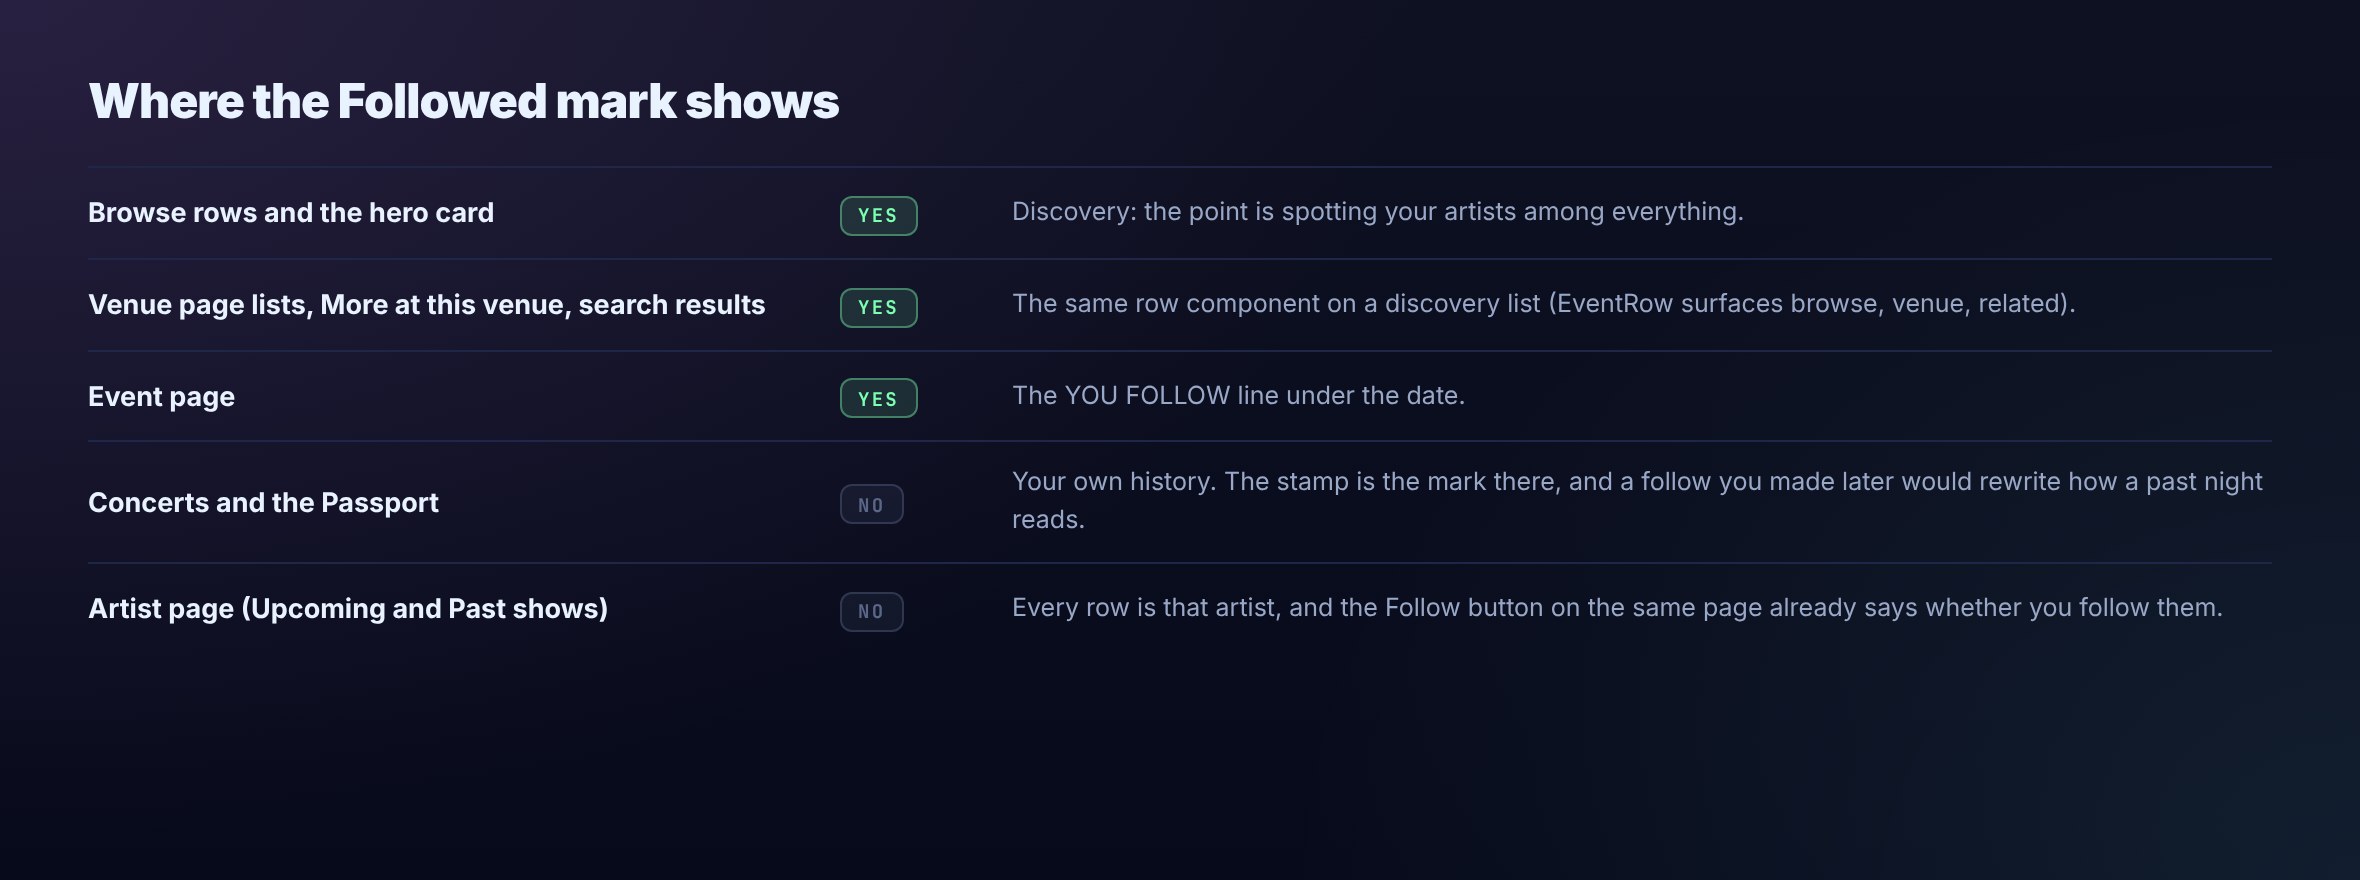 Where the Followed mark shows
Browse rows and the hero card YES Discovery: the point is spotting your artists among everything.
Venue page lists, More at this venue, search results YES The same row component on a discovery list (EventRow surfaces browse, venue, related).
Event page YES The YOU FOLLOW line under the date.
Concerts and the Passport NO Your own history. The stamp is the mark there, and a follow you made later would rewrite how a past night
reads.
Artist page (Upcoming and Past shows) NO Every row is that artist, and the Follow button on the same page already says whether you follow them.